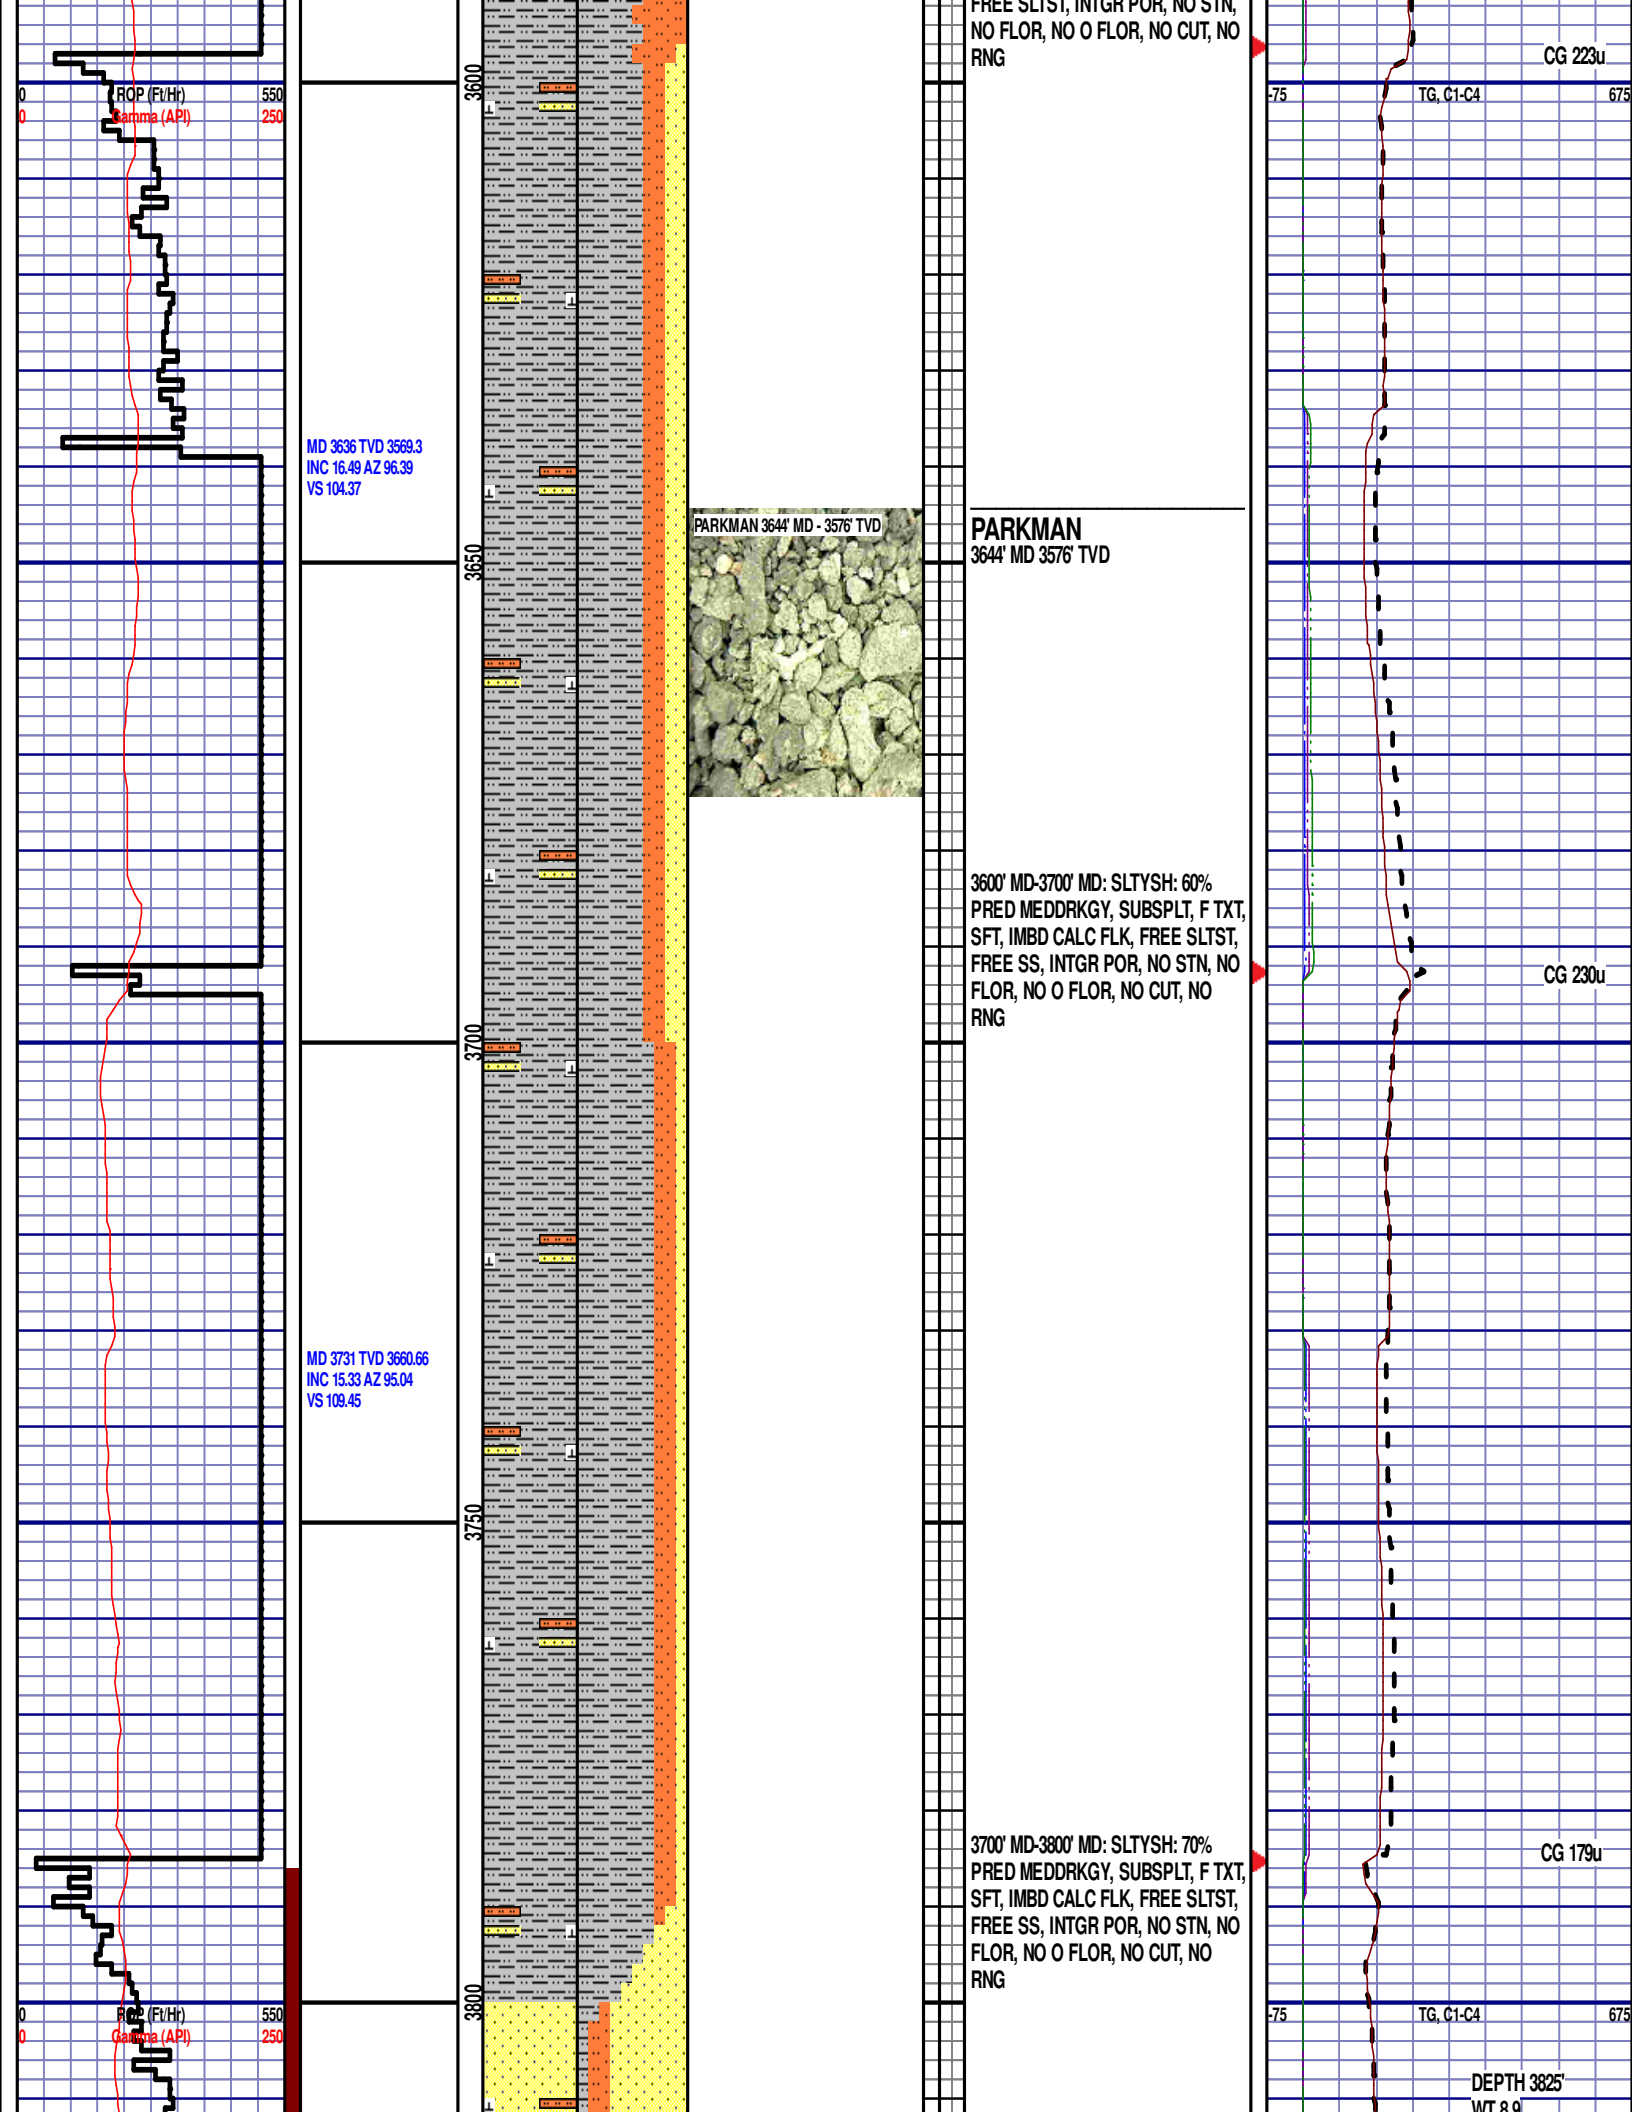 FREE SLTST, INTGR POR, NO STN,
NO FLOR, NO O FLOR, NO CUT, NO
RNG
CG 223u
3600
0 ROP (Ft/Hr) 550
0 Gamma (API) 250
-75 TG, C1-C4 675
MD 3636 TVD 3569.3
INC 16.49 AZ 96.39
VS 104.37
PARKMAN 3644' MD - 3576' TVD
PARKMAN
3644' MD 3576' TVD
3650
3600' MD-3700' MD: SLTYSH: 60%
PRED MEDDRKGY, SUBSPLT, F TXT,
SFT, IMBD CALC FLK, FREE SLTST,
FREE SS, INTGR POR, NO STN, NO
FLOR, NO O FLOR, NO CUT, NO
RNG
CG 230u
3700
MD 3731 TVD 3660.66
INC 15.33 AZ 95.04
VS 109.45
3750
3700' MD-3800' MD: SLTYSH: 70%
PRED MEDDRKGY, SUBSPLT, F TXT,
SFT, IMBD CALC FLK, FREE SLTST,
FREE SS, INTGR POR, NO STN, NO
FLOR, NO O FLOR, NO CUT, NO
RNG
CG 179u
3800
0 ROP (Ft/Hr) 550
0 Gamma (API) 250
-75 TG, C1-C4 675
DEPTH 3825'
WT 8.9